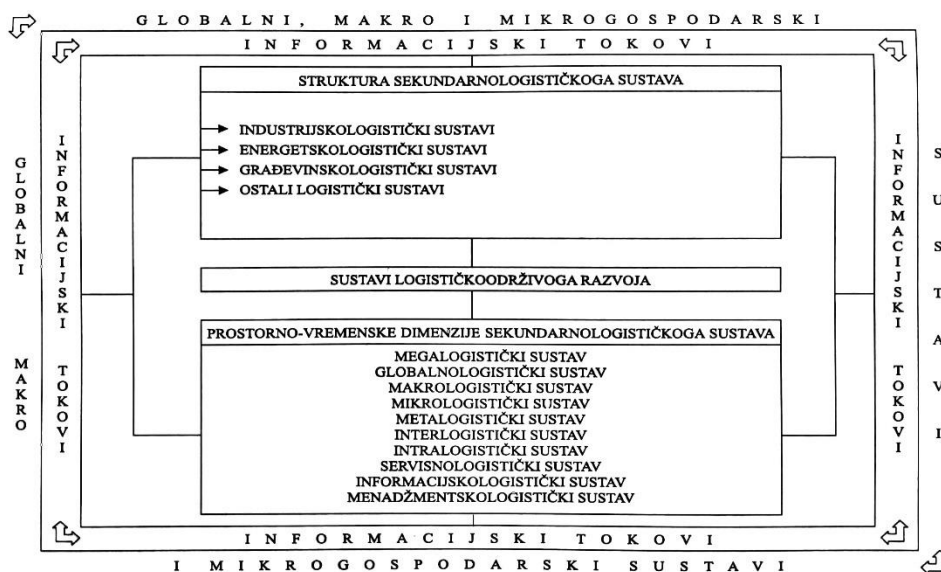 GLOBALNI, MAKRO I MIKROGOSPODARSKI
INFORMACIJSKI TOKOVI
STRUKTURA SEKUNDARNOLOGISTIČKOGA SUSTAVA
INDUSTRIJSKOLOGISTIČKI SUSTAVI
ENERGETSKOLOGISTIČKI SUSTAVI
GRAĐEVINSKOLOGISTIČKI SUSTAVI
OSTALI LOGISTIČKI SUSTAVI
GLOBALNI MAKRO
INFORMACIJSKI TOKOVI
INFORMACIJSKI TOKOVI
SUSTAVI
SUSTAVI LOGISTIČKOODRŽIVOGA RAZVOJA
PROSTORNO-VREMENSKE DIMENZIJE SEKUNDARNOLOGISTIČKOGA SUSTAVA
MEGALOGISTIČKI SUSTAV
GLOBALNOLOGISTIČKI SUSTAV
MAKROLOGISTIČKI SUSTAV
MIKROLOGISTIČKI SUSTAV
METALOGISTIČKI SUSTAV
INTERLOGISTIČKI SUSTAV
INTRALOGISTIČKI SUSTAV
SERVISNOLOGISTIČKI SUSTAV
INFORMACIJSKOLOGISTIČKI SUSTAV
MENADŽMENTSKOLOGISTIČKI SUSTAV
INFORMACIJSKI TOKOVI
I MIKROGOSPODARSKI SUSTAVI